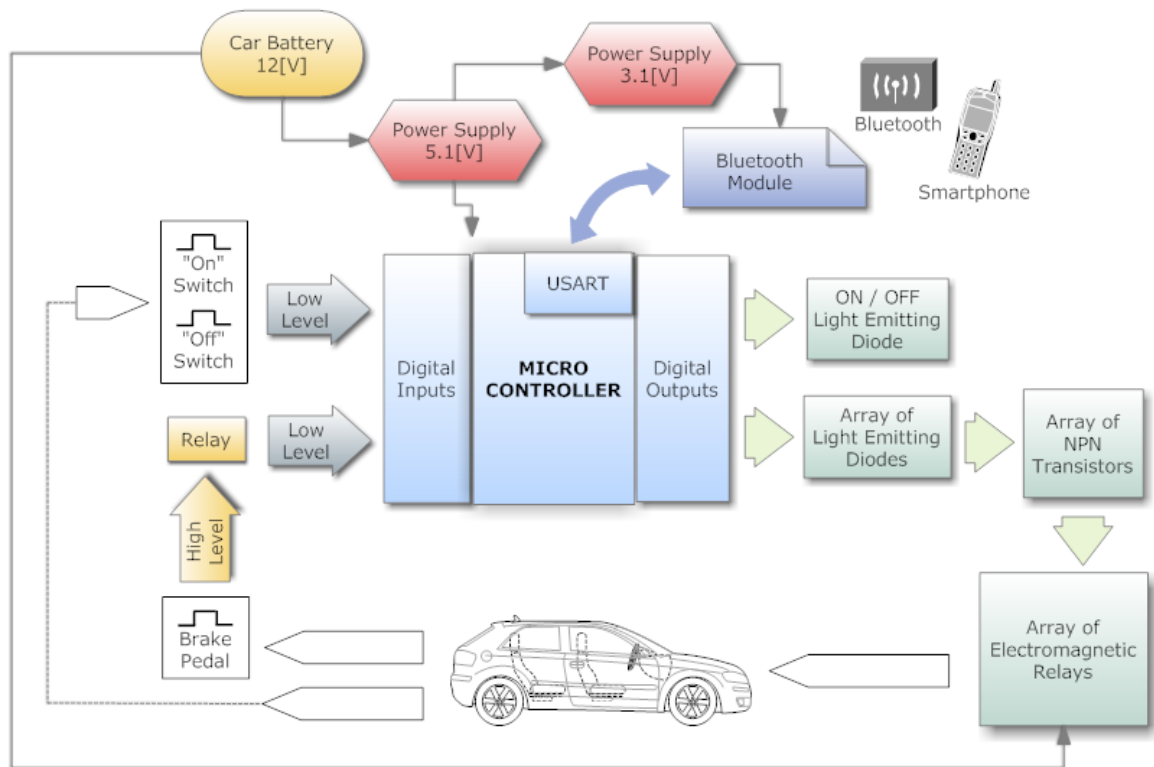 Car Battery
12[V]
Power Supply
3.1[V]
Power Supply
5.1[V]
Bluetooth
Smartphone
Bluetooth
Module
"On"
Switch
"Off"
Switch
Low
Level
Digital
Inputs
USART
MICRO
CONTROLLER
Digital
Outputs
ON / OFF
Light Emitting
Diode
Relay
Low
Level
Array of
Light Emitting
Diodes
Array of
NPN
Transistors
High
Level
Brake
Pedal
Array of
Electromagnetic
Relays